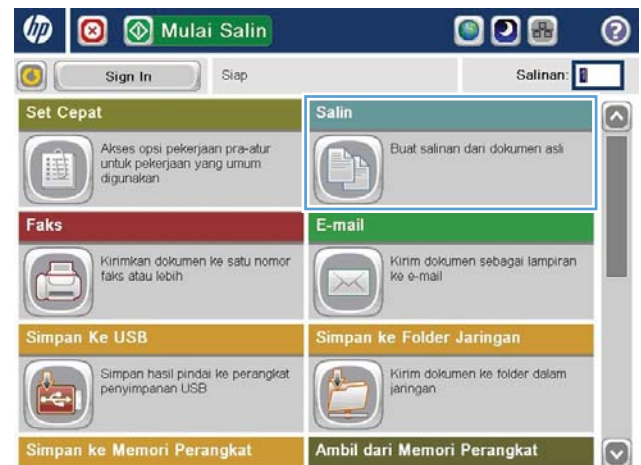 hp
Mulai Salin
?
Sign In
Siap
Salinan: 1
Set Cepat
Akses opsi pekerjaan pra-atur
untuk pekerjaan yang umum
digunakan
Salin
Buat salinan dari dokumen asli
Faks
Kirimkan dokumen ke satu nomor
faks atau lebih
E-mail
Kirim dokumen sebagai lampiran
ke e-mail
Simpan Ke USB
Simpan hasil pindai ke perangkat
penyimpanan USB
Simpan ke Folder Jaringan
Kirim dokumen ke folder dalam
jaringan
Simpan ke Memori Perangkat
Ambil dari Memori Perangkat